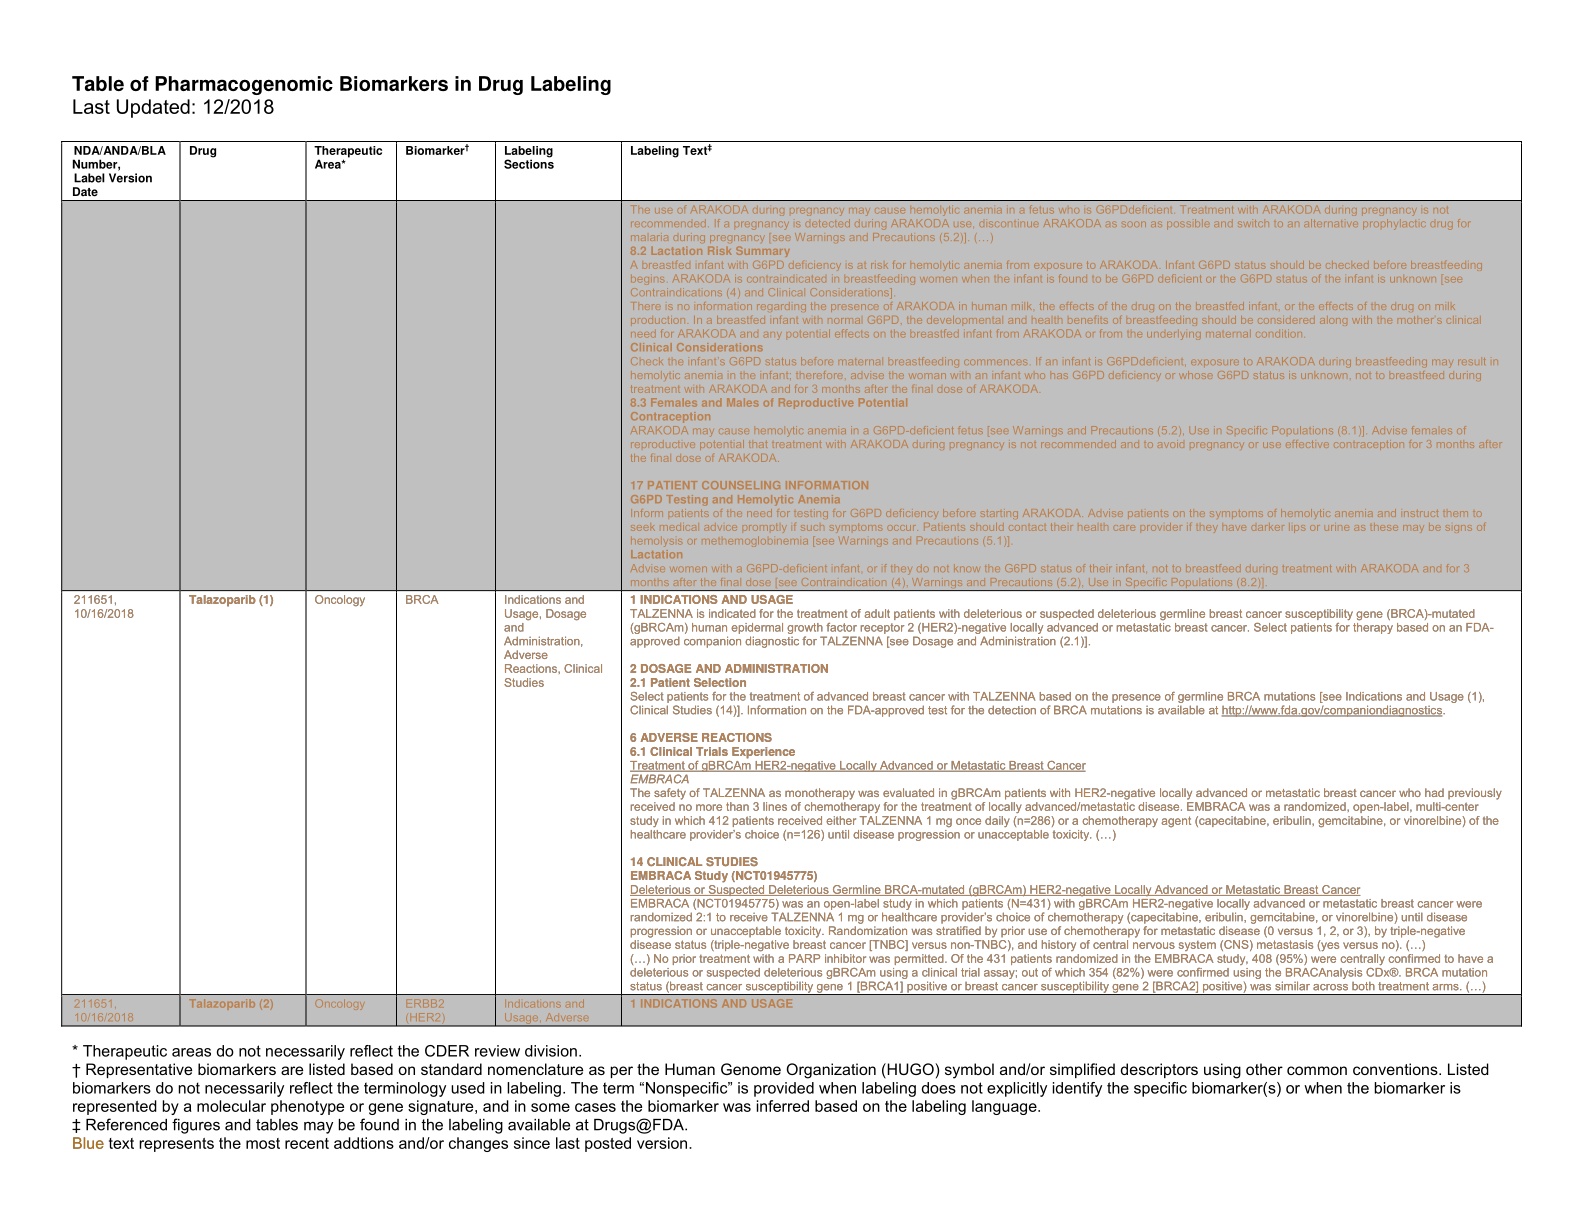 Table of Pharmacogenomic Biomarkers in Drug Labeling
Last Updated: 12/2018
NDA/ANDA/BLA
Number,
Label Version
Date
Drug
Therapeutic
Area*
Biomarker†
Labeling
Sections
Labeling Text‡
The use of ARAKODA during pregnancy may cause hemolytic anemia in a fetus who is G6PDdeficient. Treatment with ARAKODA during pregnancy is not
recommended. If a pregnancy is detected during ARAKODA use, discontinue ARAKODA as soon as possible and switch to an alternative prophylactic drug for
malaria during pregnancy [see Warnings and Precautions (5.2)]. (…)
8.2 Lactation Risk Summary
A breastfed infant with G6PD deficiency is at risk for hemolytic anemia from exposure to ARAKODA. Infant G6PD status should be checked before breastfeeding
begins. ARAKODA is contraindicated in breastfeeding women when the infant is found to be G6PD deficient or the G6PD status of the infant is unknown [see
Contraindications (4) and Clinical Considerations].
There is no information regarding the presence of ARAKODA in human milk, the effects of the drug on the breastfed infant, or the effects of the drug on milk
production. In a breastfed infant with normal G6PD, the developmental and health benefits of breastfeeding should be considered along with the mother's clinical
need for ARAKODA and any potential effects on the breastfed infant from ARAKODA or from the underlying maternal condition.
Clinical Considerations
Check the infant's G6PD status before maternal breastfeeding commences. If an infant is G6PDdeficient, exposure to ARAKODA during breastfeeding may result in
hemolytic anemia in the infant; therefore, advise the woman with an infant who has G6PD deficiency or whose G6PD status is unknown, not to breastfeed during
treatment with ARAKODA and for 3 months after the final dose of ARAKODA.
8.3 Females and Males of Reproductive Potential
Contraception
ARAKODA may cause hemolytic anemia in a G6PD-deficient fetus [see Warnings and Precautions (5.2), Use in Specific Populations (8.1)]. Advise females of
reproductive potential that treatment with ARAKODA during pregnancy is not recommended and to avoid pregnancy or use effective contraception for 3 months after
the final dose of ARAKODA.
17 PATIENT COUNSELING INFORMATION
G6PD Testing and Hemolytic Anemia
Inform patients of the need for testing for G6PD deficiency before starting ARAKODA. Advise patients on the symptoms of hemolytic anemia and instruct them to
seek medical advice promptly if such symptoms occur. Patients should contact their health care provider if they have darker lips or urine as these may be signs of
hemolysis or methemoglobinemia [see Warnings and Precautions (5.1)].
Lactation
Advise women with a G6PD-deficient infant, or if they do not know the G6PD status of their infant, not to breastfeed during treatment with ARAKODA and for 3
months after the final dose [see Contraindication (4), Warnings and Precautions (5.2), Use in Specific Populations (8.2)].
211651,
10/16/2018
Talazoparib (1)
Oncology
BRCA
Indications and
Usage, Dosage
and
Administration,
Adverse
Reactions, Clinical
Studies
1 INDICATIONS AND USAGE
TALZENNA is indicated for the treatment of adult patients with deleterious or suspected deleterious germline breast cancer susceptibility gene (BRCA)-mutated
(gBRCAm) human epidermal growth factor receptor 2 (HER2)-negative locally advanced or metastatic breast cancer. Select patients for therapy based on an FDA-
approved companion diagnostic for TALZENNA [see Dosage and Administration (2.1)].
2 DOSAGE AND ADMINISTRATION
2.1 Patient Selection
Select patients for the treatment of advanced breast cancer with TALZENNA based on the presence of germline BRCA mutations [see Indications and Usage (1),
Clinical Studies (14)]. Information on the FDA-approved test for the detection of BRCA mutations is available at http://www.fda.gov/companiondiagnostics.
6 ADVERSE REACTIONS
6.1 Clinical Trials Experience
Treatment of gBRCAm HER2-negative Locally Advanced or Metastatic Breast Cancer
EMBRACA
The safety of TALZENNA as monotherapy was evaluated in gBRCAm patients with HER2-negative locally advanced or metastatic breast cancer who had previously
received no more than 3 lines of chemotherapy for the treatment of locally advanced/metastatic disease. EMBRACA was a randomized, open-label, multi-center
study in which 412 patients received either TALZENNA 1 mg once daily (n=286) or a chemotherapy agent (capecitabine, eribulin, gemcitabine, or vinorelbine) of the
healthcare provider's choice (n=126) until disease progression or unacceptable toxicity. (…)
14 CLINICAL STUDIES
EMBRACA Study (NCT01945775)
Deleterious or Suspected Deleterious Germline BRCA-mutated (gBRCAm) HER2-negative Locally Advanced or Metastatic Breast Cancer
EMBRACA (NCT01945775) was an open-label study in which patients (N=431) with gBRCAm HER2-negative locally advanced or metastatic breast cancer were
randomized 2:1 to receive TALZENNA 1 mg or healthcare provider's choice of chemotherapy (capecitabine, eribulin, gemcitabine, or vinorelbine) until disease
progression or unacceptable toxicity. Randomization was stratified by prior use of chemotherapy for metastatic disease (0 versus 1, 2, or 3), by triple-negative
disease status (triple-negative breast cancer [TNBC] versus non-TNBC), and history of central nervous system (CNS) metastasis (yes versus no). (…)
(…) No prior treatment with a PARP inhibitor was permitted. Of the 431 patients randomized in the EMBRACA study, 408 (95%) were centrally confirmed to have a
deleterious or suspected deleterious gBRCAm using a clinical trial assay; out of which 354 (82%) were confirmed using the BRACAnalysis CDx®. BRCA mutation
status (breast cancer susceptibility gene 1 [BRCA1] positive or breast cancer susceptibility gene 2 [BRCA2] positive) was similar across both treatment arms. (…)
211651,
10/16/2018
Talazoparib (2)
Oncology
ERBB2
(HER2)
Indications and
Usage, Adverse
1 INDICATIONS AND USAGE
* Therapeutic areas do not necessarily reflect the CDER review division.
† Representative biomarkers are listed based on standard nomenclature as per the Human Genome Organization (HUGO) symbol and/or simplified descriptors using other common conventions. Listed
biomarkers do not necessarily reflect the terminology used in labeling. The term “Nonspecific” is provided when labeling does not explicitly identify the specific biomarker(s) or when the biomarker is
represented by a molecular phenotype or gene signature, and in some cases the biomarker was inferred based on the labeling language.
‡ Referenced figures and tables may be found in the labeling available at Drugs@FDA.
Blue text represents the most recent addtions and/or changes since last posted version.